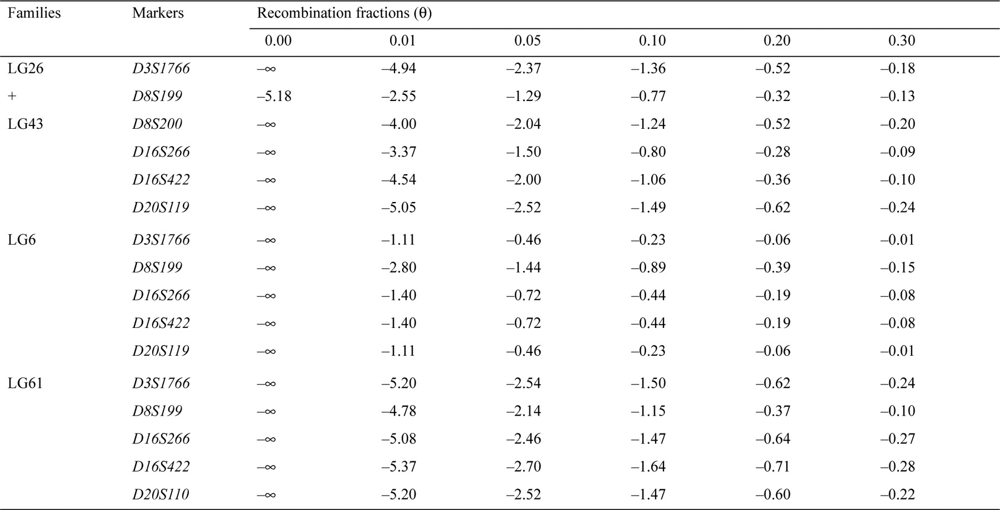 Families Markers Recombination fractions (θ)
0.00 0.01 0.05 0.10 0.20 0.30
LG26 D3S1766 –∞ –4.94 –2.37 –1.36 –0.52 –0.18
+ D8S199 –5.18 –2.55 –1.29 –0.77 –0.32 –0.13
LG43 D8S200 –∞ –4.00 –2.04 –1.24 –0.52 –0.20
D16S266 –∞ –3.37 –1.50 –0.80 –0.28 –0.09
D16S422 –∞ –4.54 –2.00 –1.06 –0.36 –0.10
D20S119 –∞ –5.05 –2.52 –1.49 –0.62 –0.24
LG6 D3S1766 –∞ –1.11 –0.46 –0.23 –0.06 –0.01
D8S199 –∞ –2.80 –1.44 –0.89 –0.39 –0.15
D16S266 –∞ –1.40 –0.72 –0.44 –0.19 –0.08
D16S422 –∞ –1.40 –0.72 –0.44 –0.19 –0.08
D20S119 –∞ –1.11 –0.46 –0.23 –0.06 –0.01
LG61 D3S1766 –∞ –5.20 –2.54 –1.50 –0.62 –0.24
D8S199 –∞ –4.78 –2.14 –1.15 –0.37 –0.10
D16S266 –∞ –5.08 –2.46 –1.47 –0.64 –0.27
D16S422 –∞ –5.37 –2.70 –1.64 –0.71 –0.28
D20S110 –∞ –5.20 –2.52 –1.47 –0.60 –0.22